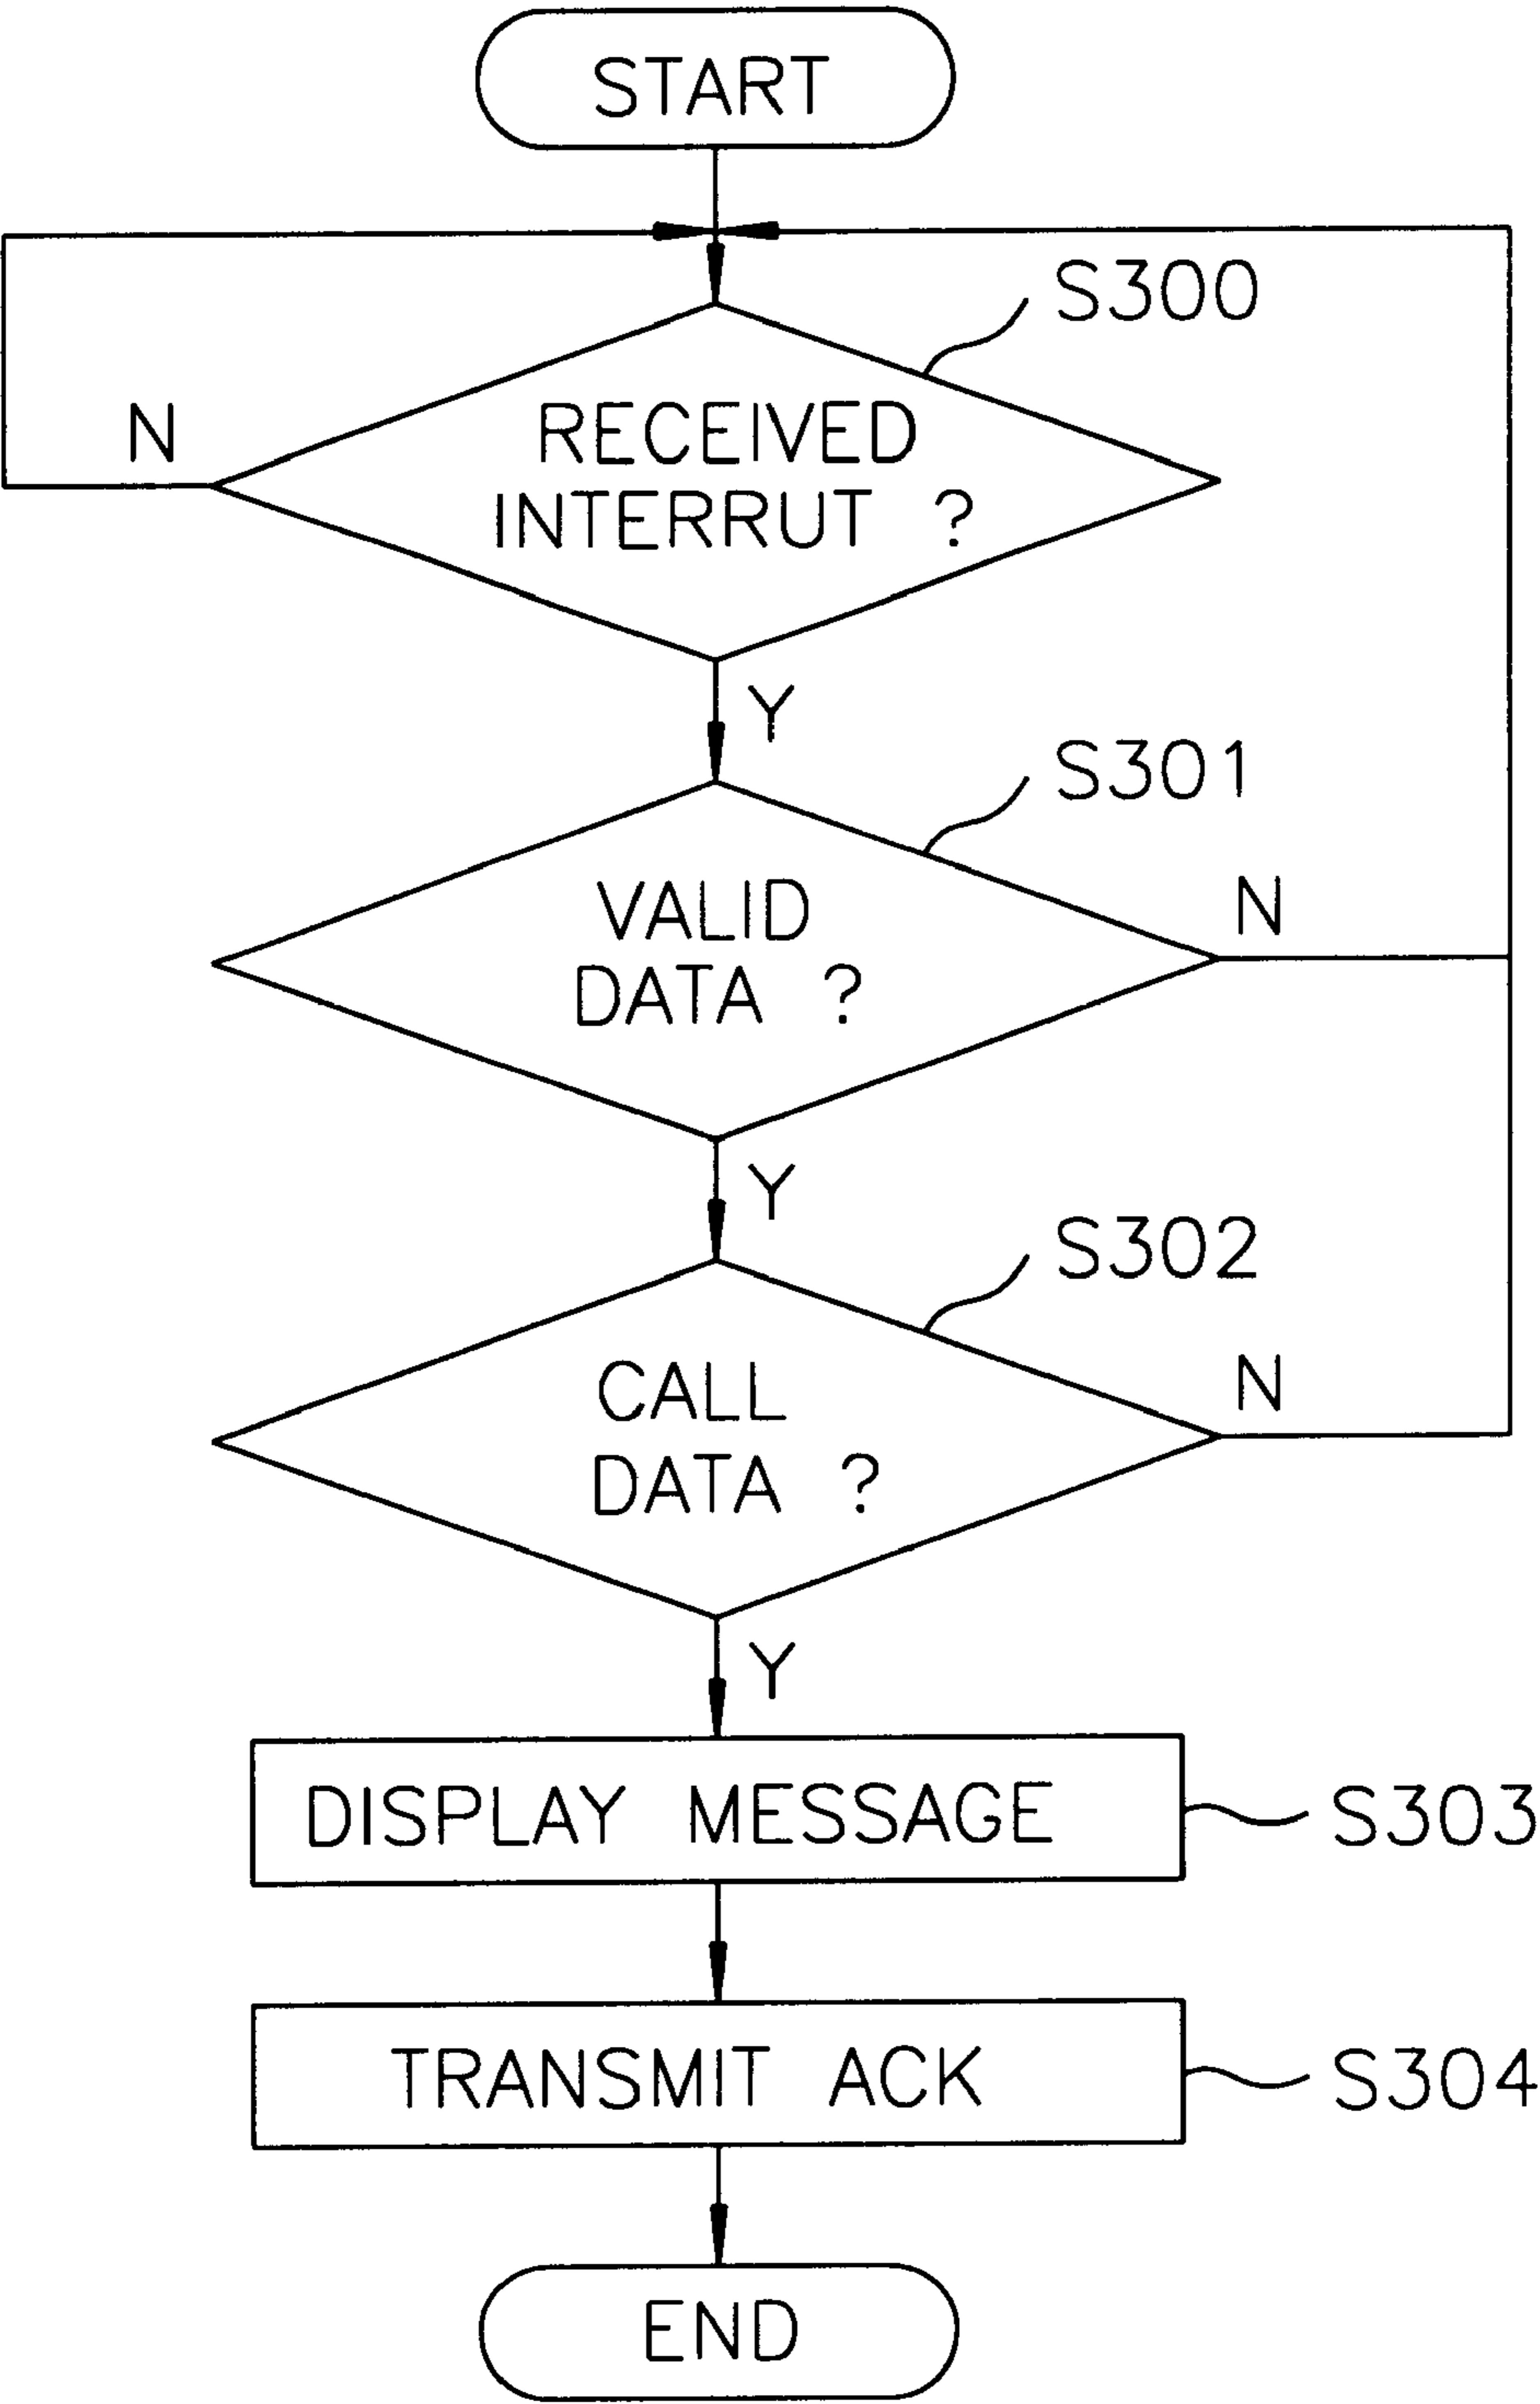 START
S300
N
RECEIVED
INTERRUT ?
Y
S301
VALID
DATA ?
N
Y
S302
CALL
DATA ?
N
Y
DISPLAY MESSAGE
S303
TRANSMIT ACK
S304
END